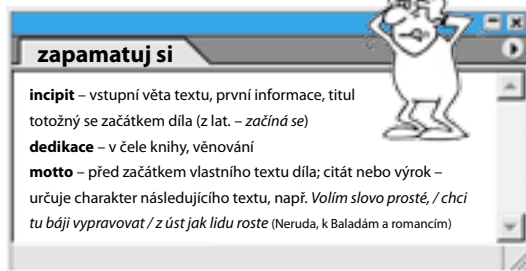 zapamatuj si
incipit – vstupní věta textu, první informace, titul
totožný se začátkem díla (z lat. – začíná se)
dedikace – v čele knihy, věnování
motto – před začátkem vlastního textu díla; citát nebo výrok –
určuje charakter následujícího textu, např. Volím slovo prosté, / chci
tu báji vypravovat / z úst jak lidu roste (Neruda, k Baladám a romancím)